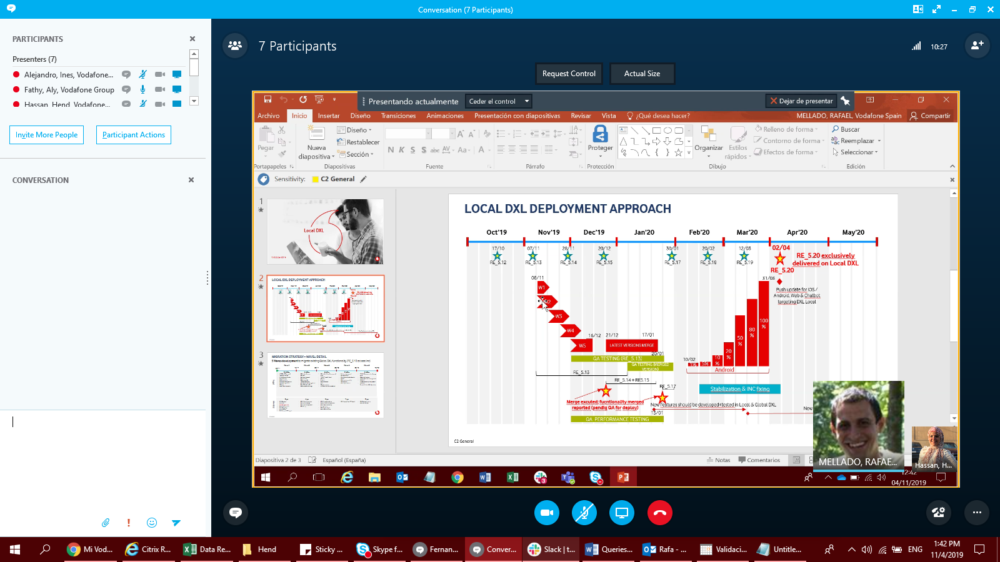 Conversation (7 Participants)
PARTICIPANTS
Presenters (7)
Alejandro, Ines, Vodafone...
Fathy, Aly, Vodafone Group
Hassan, Hend, Vodafone...
Invite More People
Participant Actions
CONVERSATION
7 Participants
10:27
Request Control
Actual Size
Presentando actualmente
Ceder el control
Dejar de presentar
Archivo
Inicio
Insertar
Diseño
Transiciones
Animaciones
Presentación con diapositivas
Revisar
Vista
¿Qué desea hacer?
MELLADO, RAFAEL, Vodafone Spain
Compartir
Pegar
Nueva
diapositiva
Diseño
Restablecer
Sección
N K S S abc AV Aa A
Proteger
Organizar
Estilos
rápidos
Relleno de forma
Contorno de forma
Efectos de forma
Buscar
Reemplazar
Seleccionar
Portapapeles
Diapositivas
Fuente
Párrafo
Protección
Dibujo
Edición
Sensitivity:
C2 General
1
Local DXL
2
LOCAL DXL DEPLOYMENT APPROACH
3
MIGRATION STRATEGY – WAVES DETAIL
LOCAL DXL DEPLOYMENT APPROACH
Oct'19
Nov'19
Dec'19
Jan'20
Feb'20
Mar'20
Apr'20
May'20
17/10
07/11
28/11
20/12
30/01
20/02
12/03
02/04
RE_5.12
RE_5.13
RE_5.14
RE_5.15
RE_5.17
RE_5.18
RE_5.19
RE_5.20
RE_5.20 exclusively
delivered on Local DXL
31/03
Push update for iOS /
Android, Web & Chatbot
targeting DXL Local
08/11
W1
W3
W4
W5
16/12
21/12
17/01
LATEST VERSIONS MERGE
20/01
QA TESTING (RE_5.13)
QA TESTING (MERGED
VERSION)
RE_5.13
RE_5.14 + RE5.15
RE_5.17
10/02
1%
5%
10
%
20
%
50
%
80
%
100
%
Android
Stabilization & INC fixing
Merge excuted: fucntionality merged
reported (pendig QA for deploy)
New Features should be developed+tested in Local & Global DXL
13/01
New
QA PERFORMANCE TESTING
C2 General
MELLADO, RAFAE...
Hassan, H...
Diapositiva 2 de 3
Español (España)
Notas
Comentarios
12:42
04/11/2019
Mi Vod...
Citrix R...
Data Re...
Hend
Sticky ...
Skype f...
Fernan...
Conver...
Slack | t...
Queries...
Rafa - ...
Validaci...
Untitle...
ENG
1:42 PM
11/4/2019